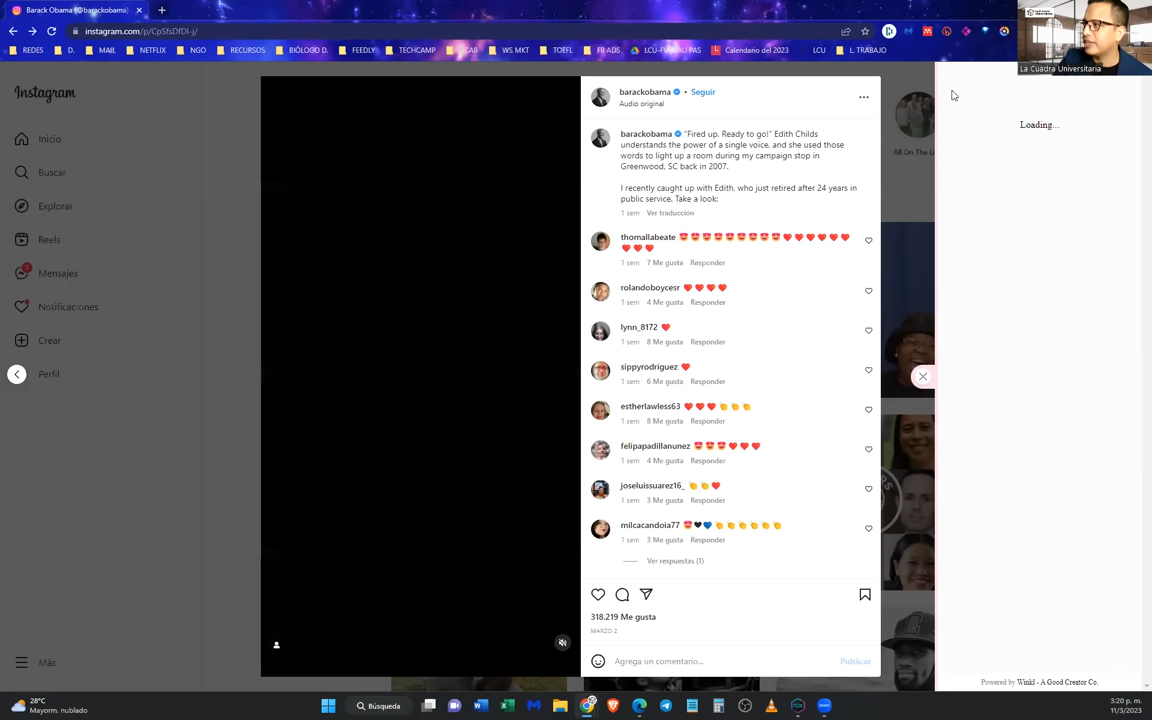 Barack Obama (@barackobama)
instagram.com/p/CpSfsDfDI-j/
REDES D. MAIL NETFLIX NGO RECURSOS BIÓLOGO D. FEEDLY TECHCAMP WS MKT TOEFL FB ADS LCU-FVV/AU PAS Calendario del 2023 LCU L. TRABAJO
La Cuadra Universitaria
Instagram
Inicio
Buscar
Explorar
Reels
Mensajes
Notificaciones
Crear
Perfil
Más
barackobama • Seguir
Audio original
barackobama "Fired up. Ready to go!" Edith Childs
understands the power of a single voice, and she used those
words to light up a room during my campaign stop in
Greenwood, SC back in 2007.
I recently caught up with Edith, who just retired after 24 years in
public service. Take a look:
1 sem Ver traducción
thomallabeate 😍😍😍😍😍😍😍😍😍❤️❤️❤️❤️❤️❤️
❤️❤️❤️
1 sem 7 Me gusta Responder
rolandoboycesr ❤️❤️❤️❤️
1 sem 4 Me gusta Responder
lynn_8172 ❤️
1 sem 8 Me gusta Responder
sippyrodriguez ❤️
1 sem 6 Me gusta Responder
estherlawless63 ❤️❤️❤️👏👏👏
1 sem 8 Me gusta Responder
felipapadillanunez 😍😍😍❤️❤️❤️
1 sem 4 Me gusta Responder
joseluissuarez16_ 👏👏❤️
1 sem 3 Me gusta Responder
milcacandoia77 😍🖤💙👏👏👏👏👏👏
1 sem 3 Me gusta Responder
Ver respuestas (1)
318.219 Me gusta
MARZO 2
Agrega un comentario... Publicar
All On The Li
Loading...
Powered by Winkl - A Good Creator Co.
28°C
Mayorm. nublado
Búsqueda
3:20 p. m.
11/3/2023